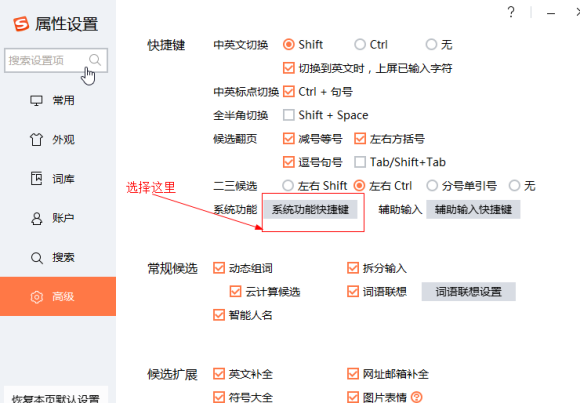 属性设置
搜索设置项
常用
外观
词库
账户
搜索
高级
恢复本页默认设置
?
快捷键 中英文切换 Shift Ctrl 无
切换到英文时，上屏已输入字符
中英标点切换 Ctrl + 句号
全半角切换 Shift + Space
候选翻页 减号等号 左右方括号
逗号句号 Tab/Shift+Tab
选择这里
二三候选 左右 Shift 左右 Ctrl 分号单引号 无
系统功能 系统功能快捷键 辅助输入 辅助输入快捷键
常规候选 动态组词 拆分输入
云计算候选 词语联想 词语联想设置
智能人名
候选扩展 英文补全 网址邮箱补全
符号大全 图片表情 ?